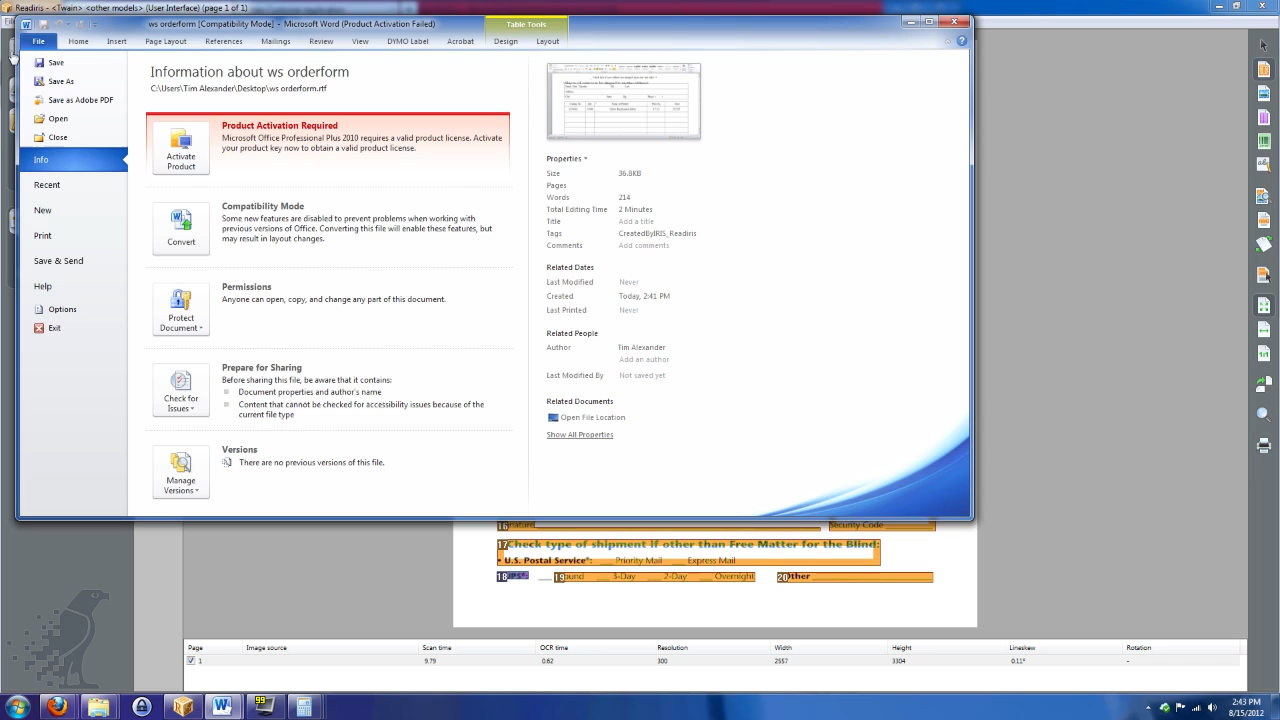 Readiris - <Twain> <other models> (User Interface) (page 1 of 1)
ws orderform [Compatibility Mode] - Microsoft Word (Product Activation Failed)
Table Tools
File Home Insert Page Layout References Mailings Review View DYMO Label Acrobat Design Layout
Save
Save As
Save as Adobe PDF
Open
Close
Info
Recent
New
Print
Save & Send
Help
Options
Exit
Information about ws orderform
C:\Users\Tim Alexander\Desktop\ws orderform.rtf
Activate
Product
Product Activation Required
Microsoft Office Professional Plus 2010 requires a valid product license. Activate
your product key now to obtain a valid product license.
Convert
Compatibility Mode
Some new features are disabled to prevent problems when working with
previous versions of Office. Converting this file will enable these features, but
may result in layout changes.
Protect
Document
Permissions
Anyone can open, copy, and change any part of this document.
Check for
Issues
Prepare for Sharing
Before sharing this file, be aware that it contains:
Document properties and author's name
Content that cannot be checked for accessibility issues because of the
current file type
Manage
Versions
Versions
There are no previous versions of this file.
Properties
Size 36.8KB
Pages
Words 214
Total Editing Time 2 Minutes
Title Add a title
Tags CreatedByIRIS_Readiris
Comments Add comments
Related Dates
Last Modified Never
Created Today, 2:41 PM
Last Printed Never
Related People
Author Tim Alexander
Add an author
Last Modified By Not saved yet
Related Documents
Open File Location
Show All Properties
16 nature Security Code
17 Check type of shipment if other than Free Matter for the Blind:
• U.S. Postal Service®: ___ Priority Mail ___ Express Mail
18 UPS®: ___ 19 ound ___ 3-Day ___ 2-Day ___ Overnight 20 Other
Page Image source Scan time OCR time Resolution Width Height Lineskew Rotation
1 9.79 0.62 300 2557 3304 0.11° -
99
2:43 PM
8/15/2012